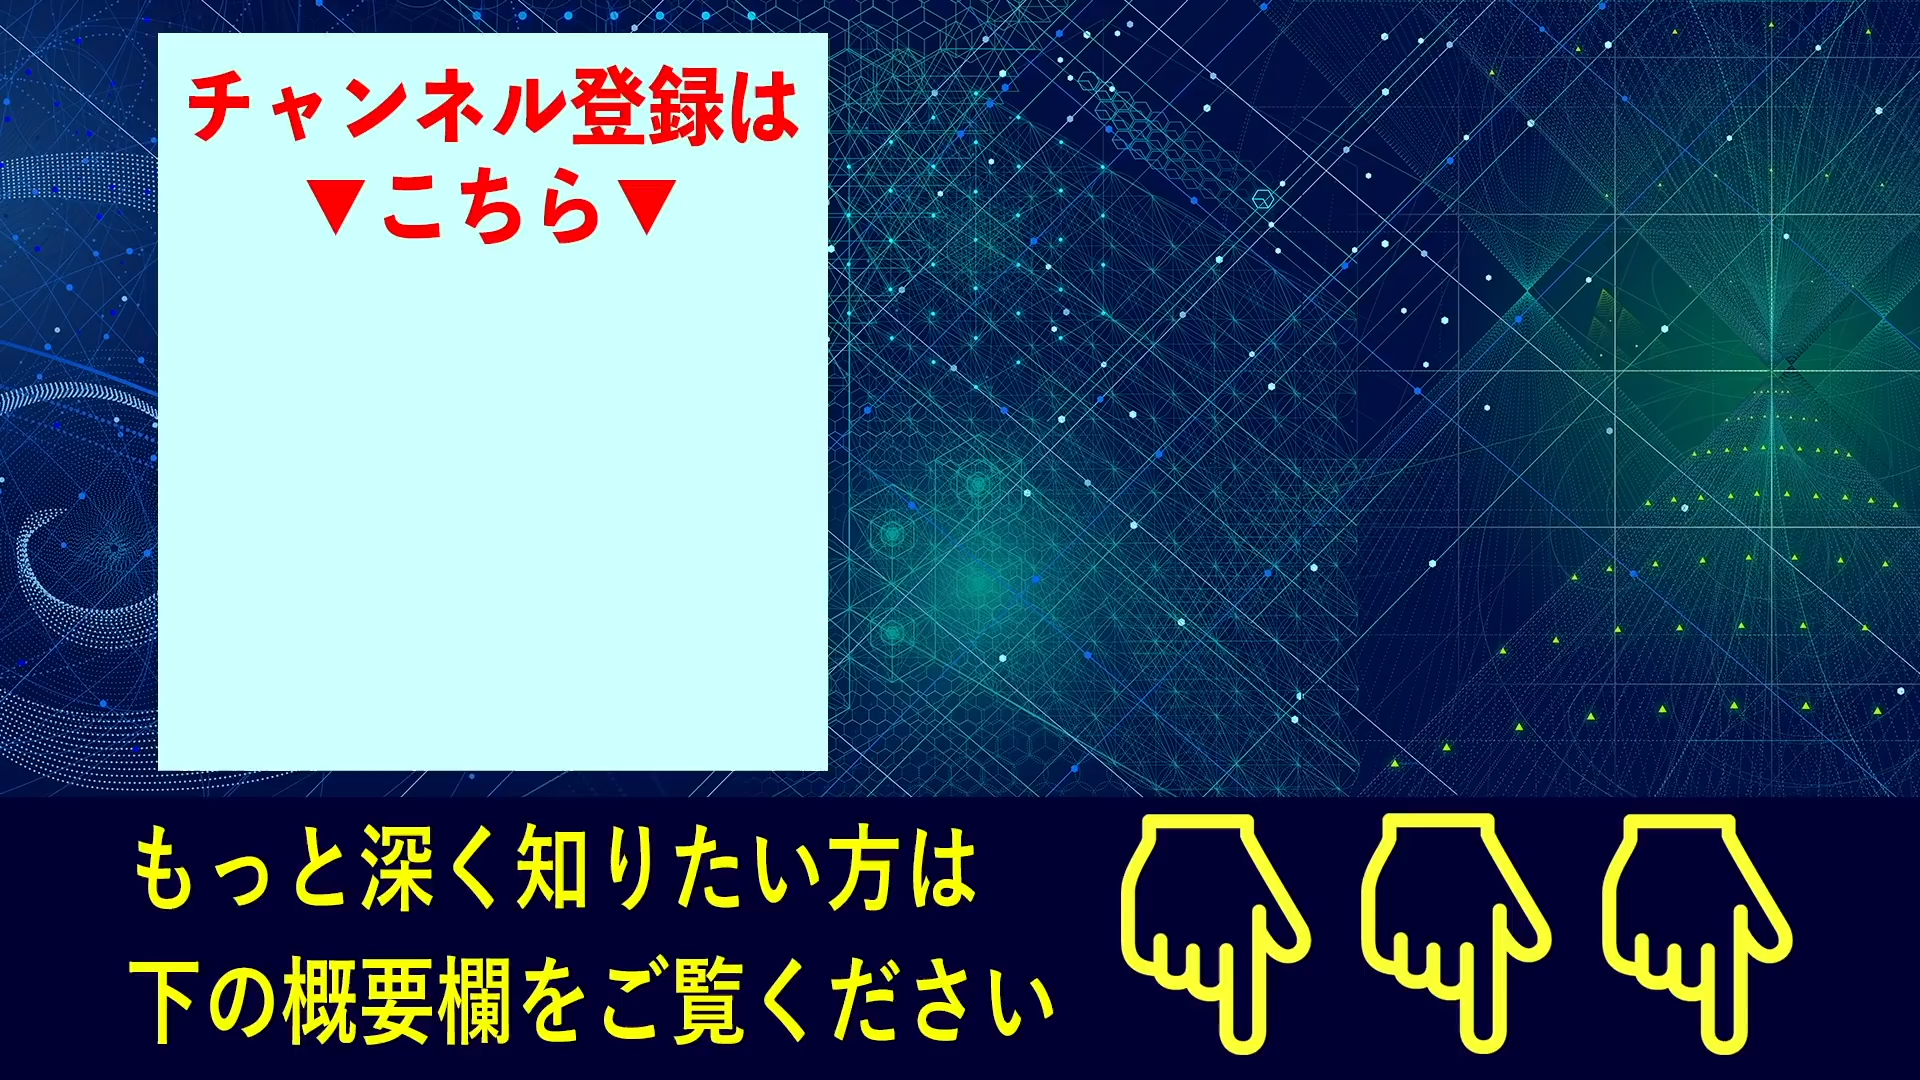 チャンネル登録は
▼こちら▼
もっと深く知りたい方は
下の概要欄をご覧ください